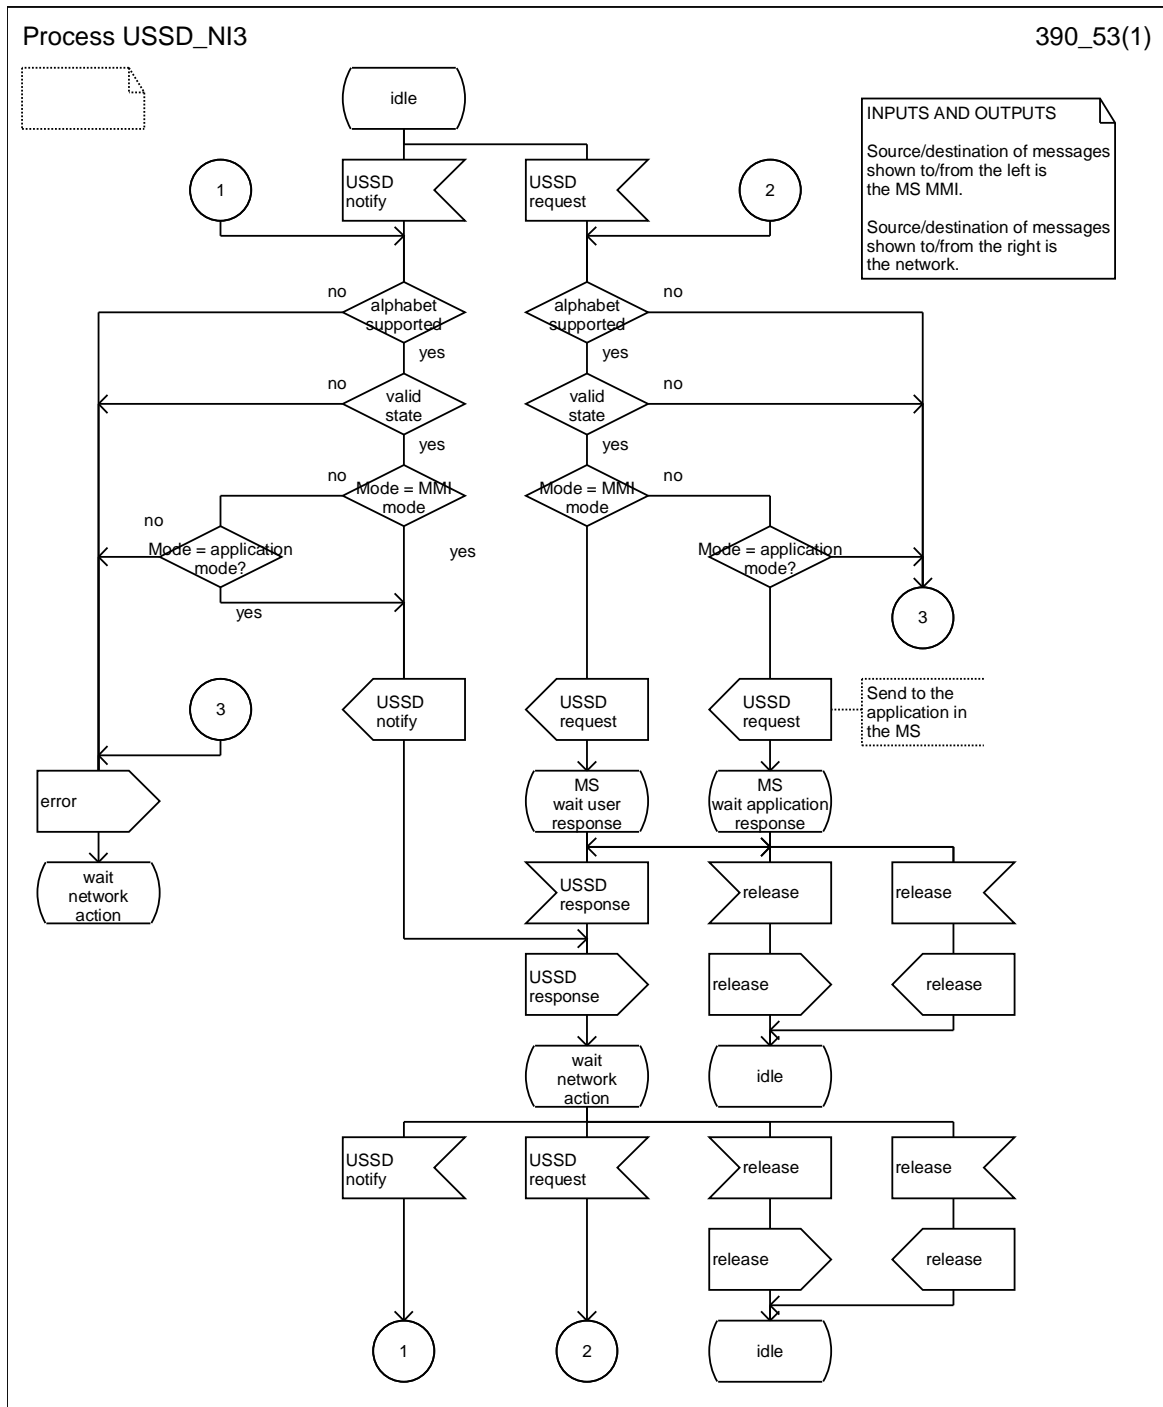 Process USSD_NI3
390_53(1)
idle
INPUTS AND OUTPUTS
Source/destination of messages
shown to/from the left is
the MS MMI.
Source/destination of messages
shown to/from the right is
the network.
1
USSD
notify
USSD
request
2
no
alphabet
supported
alphabet
supported
no
yes
yes
no
valid
state
valid
state
no
yes
yes
no
Mode = MMI
mode
Mode = MMI
mode
no
no
Mode = application
mode?
yes
Mode = application
mode?
yes
3
3
USSD
notify
USSD
request
USSD
request
Send to the
application in
the MS
error
MS
wait user
response
MS
wait application
response
wait
network
action
USSD
response
release
release
USSD
response
release
release
wait
network
action
idle
USSD
notify
USSD
request
release
release
release
release
1
2
idle